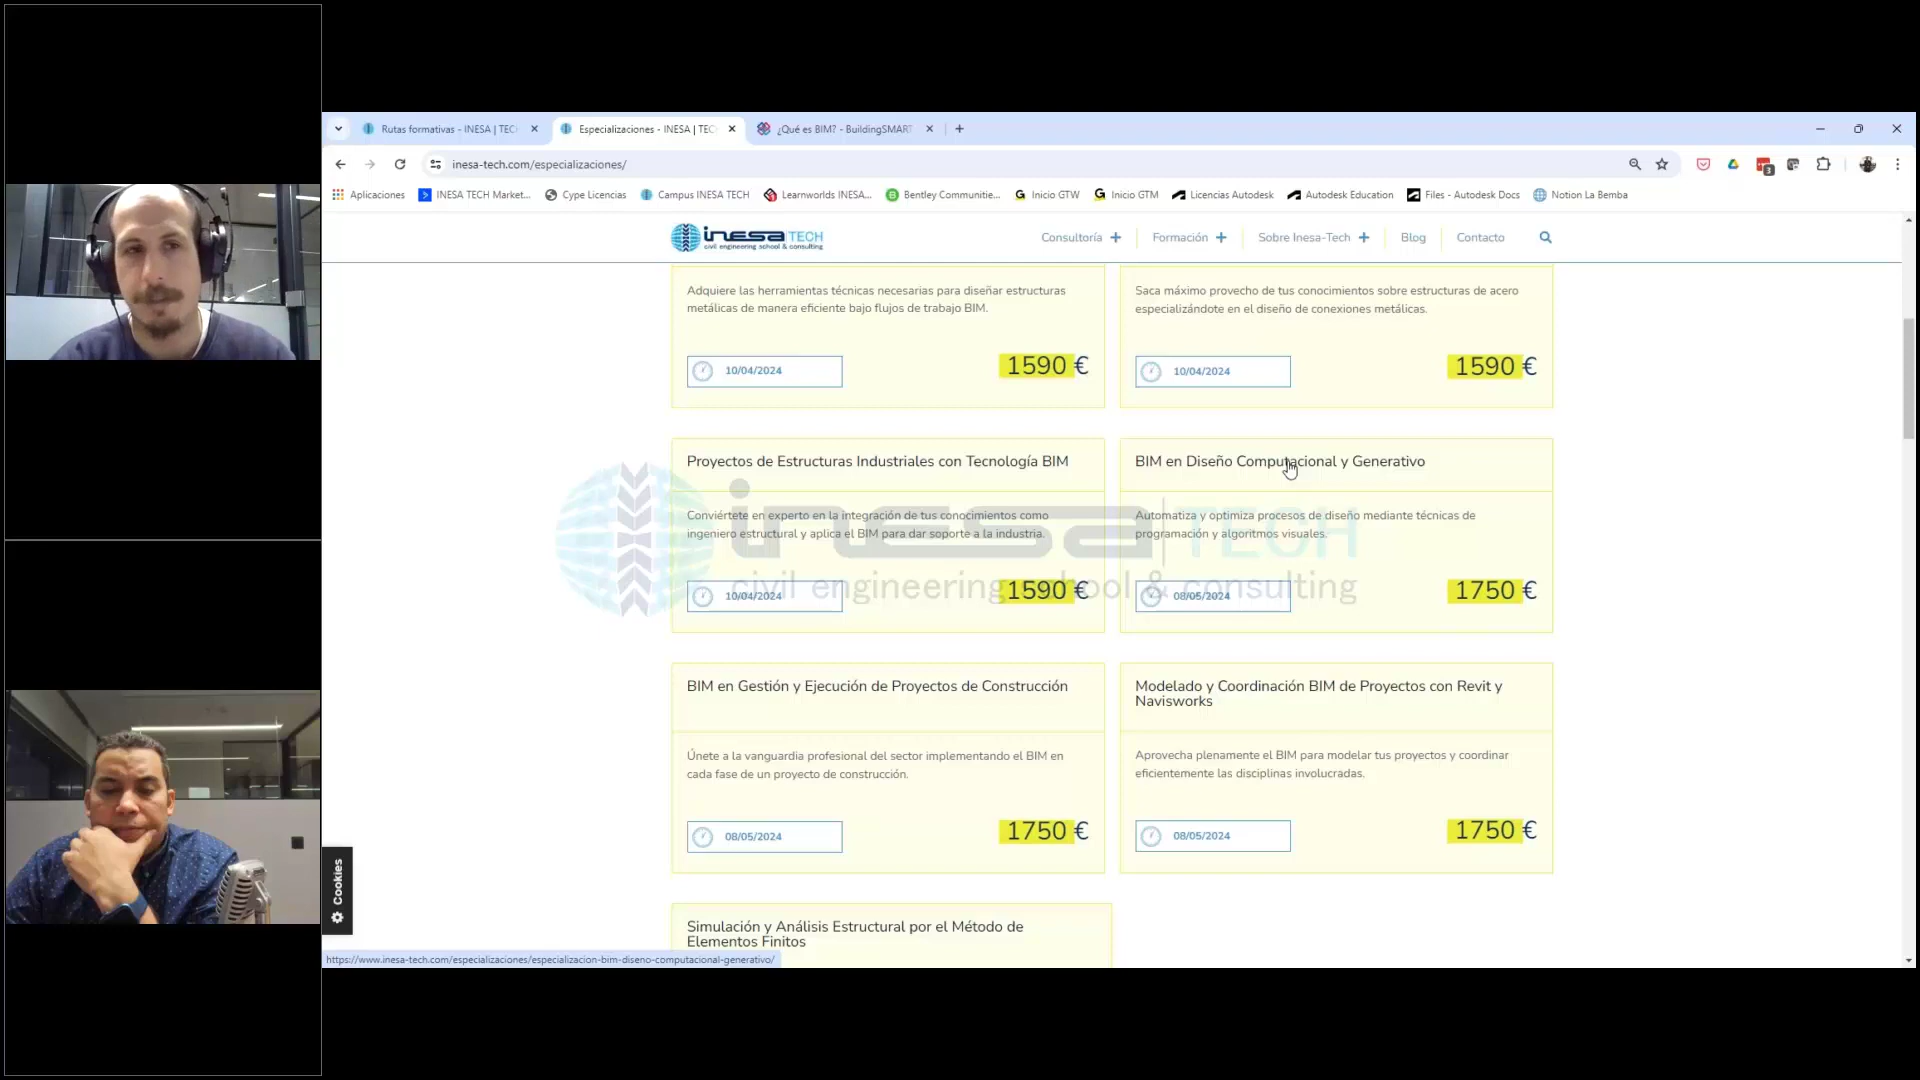 Rutas formativas - INESA | TEC
Especializaciones - INESA | TEC
¿Qué es BIM? - BuildingSMART
inesa-tech.com/especializaciones/
Aplicaciones
INESA TECH Market...
Cype Licencias
Campus INESA TECH
Learnworlds INESA...
Bentley Communitie...
Inicio GTW
Inicio GTM
Licencias Autodesk
Autodesk Education
Files - Autodesk Docs
Notion La Bemba
inesa TECH
civil engineering school & consulting
Consultoría +
Formación +
Sobre Inesa-Tech +
Blog
Contacto
Adquiere las herramientas técnicas necesarias para diseñar estructuras
metálicas de manera eficiente bajo flujos de trabajo BIM.
10/04/2024
1590 €
Saca máximo provecho de tus conocimientos sobre estructuras de acero
especializándote en el diseño de conexiones metálicas.
10/04/2024
1590 €
Proyectos de Estructuras Industriales con Tecnología BIM
Conviértete en experto en la integración de tus conocimientos como
ingeniero estructural y aplica el BIM para dar soporte a la industria.
10/04/2024
1590 €
BIM en Diseño Computacional y Generativo
Automatiza y optimiza procesos de diseño mediante técnicas de
programación y algoritmos visuales.
08/05/2024
1750 €
inesa TECH
civil engineering school & consulting
BIM en Gestión y Ejecución de Proyectos de Construcción
Únete a la vanguardia profesional del sector implementando el BIM en
cada fase de un proyecto de construcción.
08/05/2024
1750 €
Modelado y Coordinación BIM de Proyectos con Revit y
Navisworks
Aprovecha plenamente el BIM para modelar tus proyectos y coordinar
eficientemente las disciplinas involucradas.
08/05/2024
1750 €
Simulación y Análisis Estructural por el Método de
Elementos Finitos
Cookies
https://www.inesa-tech.com/especializaciones/especializacion-bim-diseno-computacional-generativo/